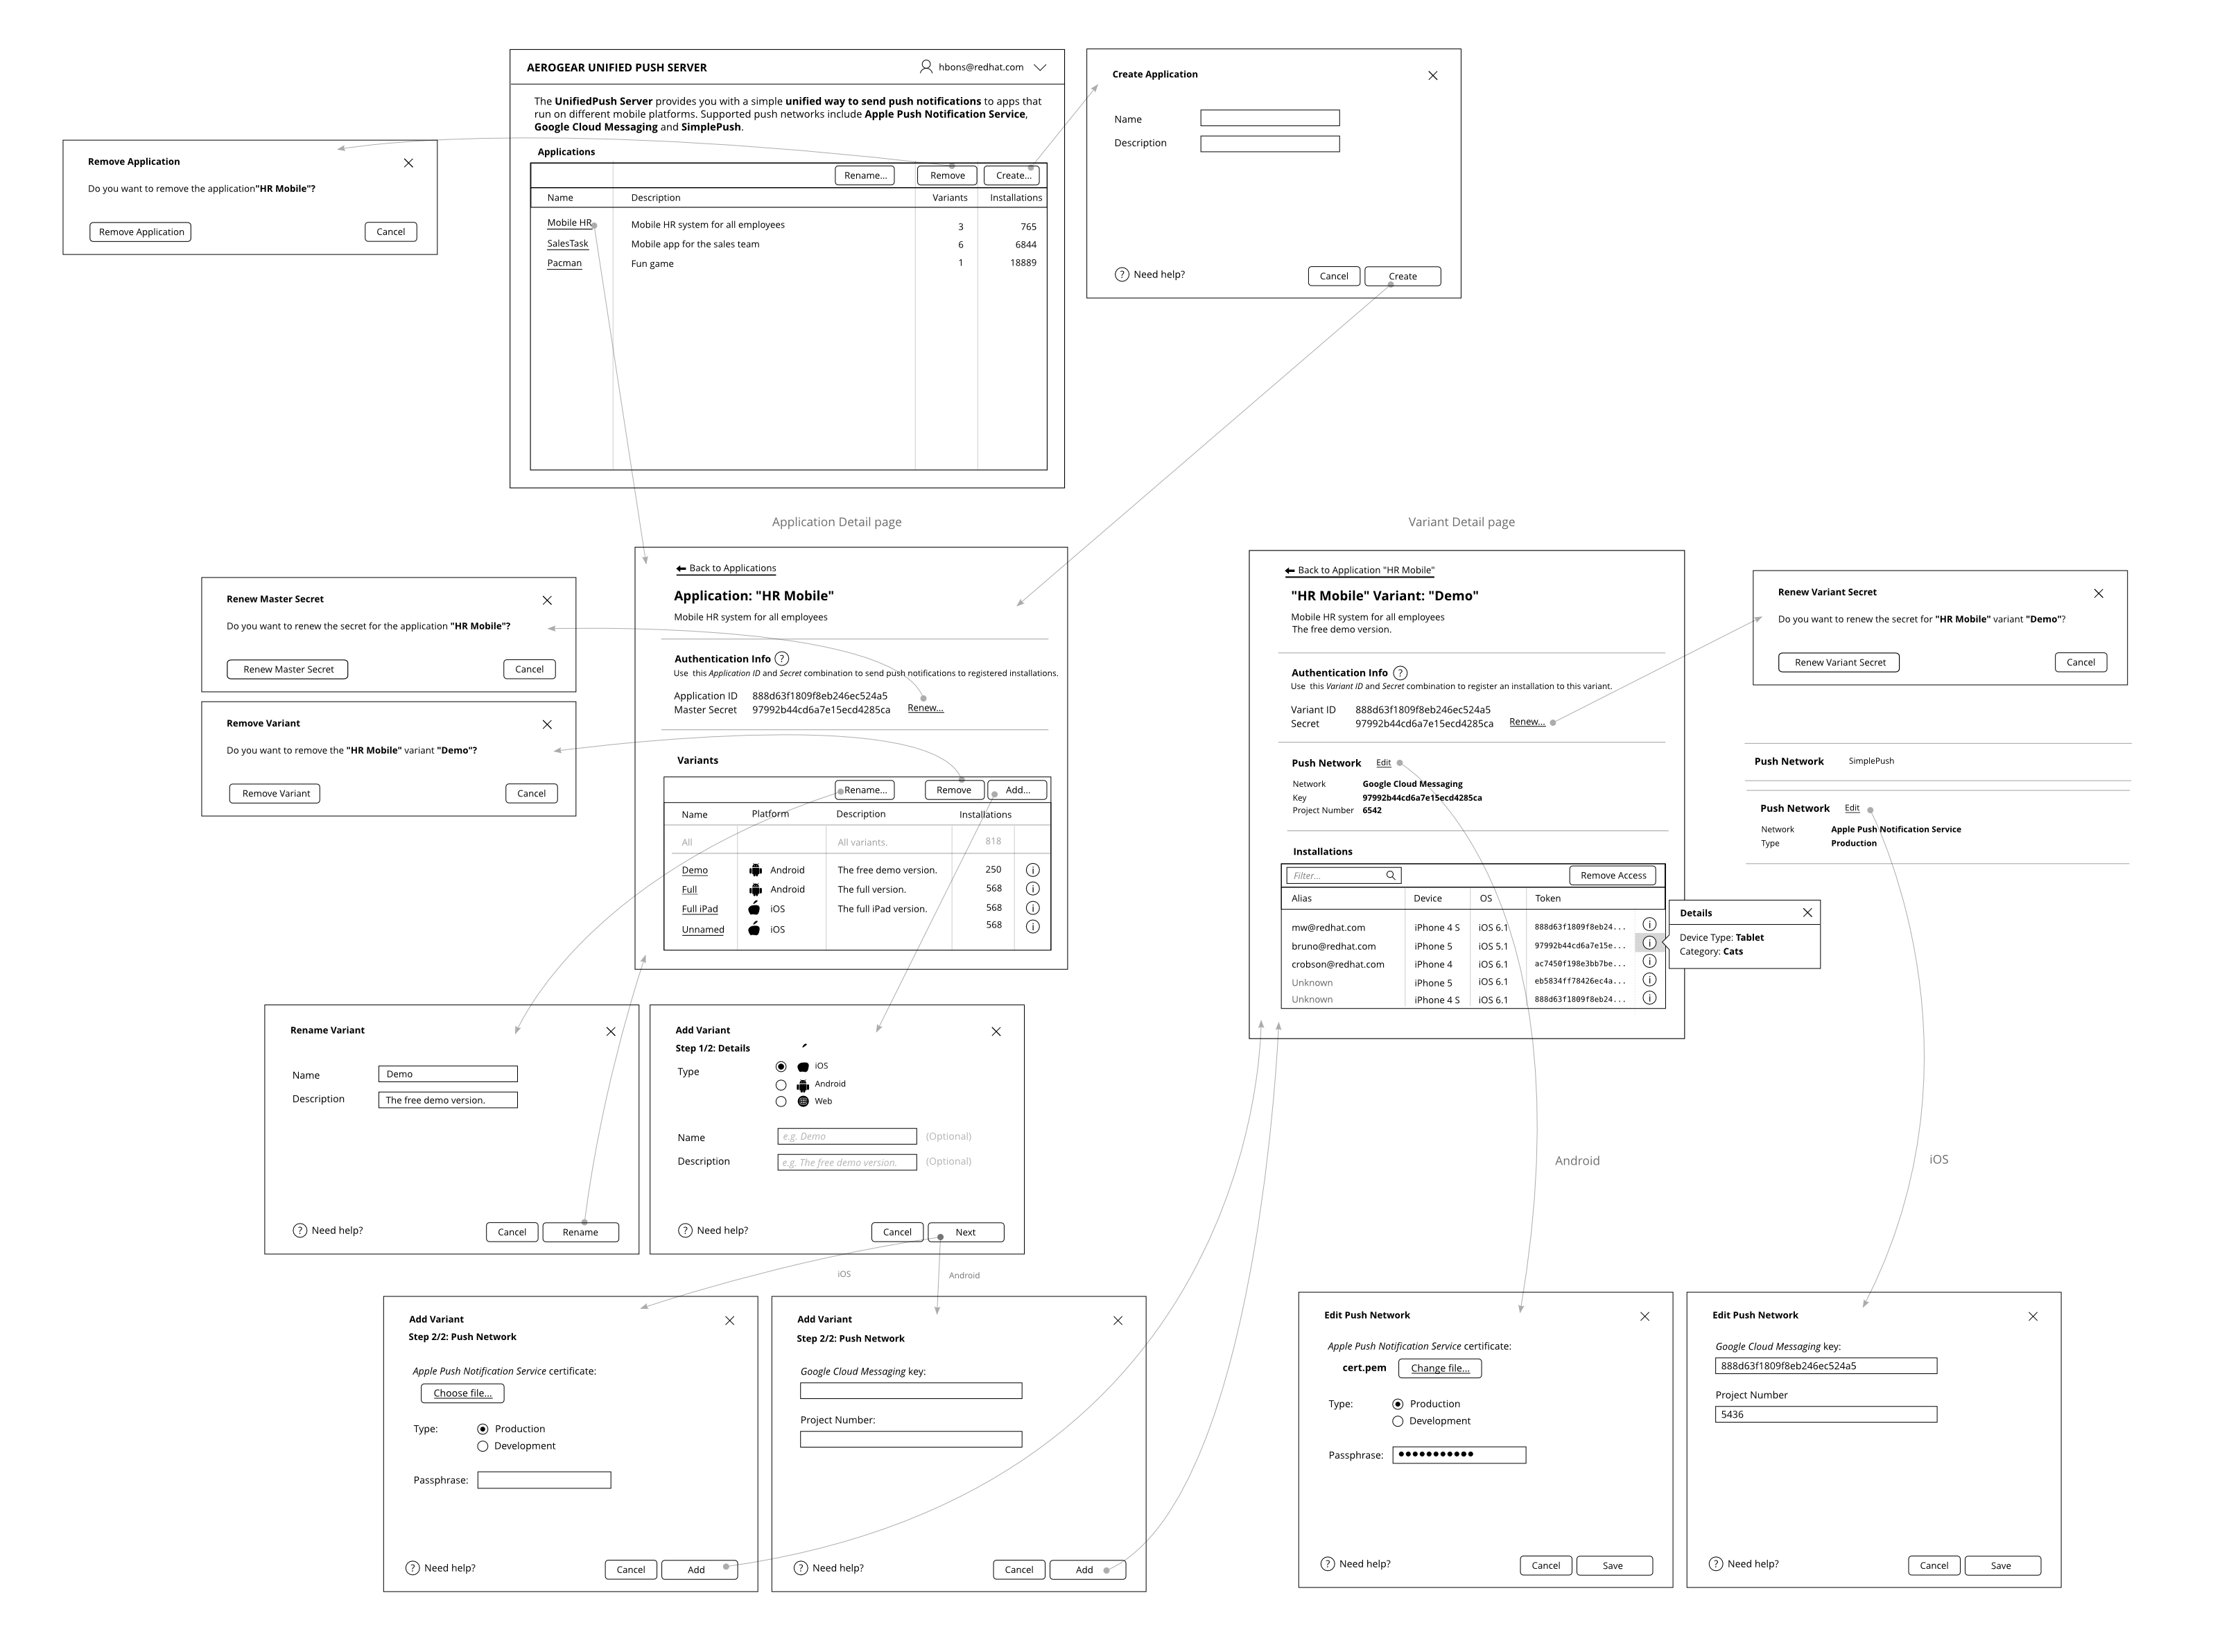 AEROGEAR UNIFIED PUSH SERVER
hbons@redhat.com
The UnifiedPush Server provides you with a simple unified way to send push notifications to apps that
run on different mobile platforms. Supported push networks include Apple Push Notification Service,
Google Cloud Messaging and SimplePush.
Applications
Rename... Remove Create...
Name Description Variants Installations
Mobile HR Mobile HR system for all employees 3 765
SalesTask Mobile app for the sales team 6 6844
Pacman Fun game 1 18889
Create Application
Name
Description
? Need help? Cancel Create
Remove Application
Do you want to remove the application"HR Mobile"?
Remove Application Cancel
Application Detail page
Back to Applications
Application: "HR Mobile"
Mobile HR system for all employees
Authentication Info ?
Use this Application ID and Secret combination to send push notifications to registered installations.
Application ID 888d63f1809f8eb246ec524a5
Master Secret 97992b44cd6a7e15ecd4285ca Renew...
Variants
Rename... Remove Add...
Name Platform Description Installations
All All variants. 818
Demo Android The free demo version. 250 i
Full Android The full version. 568 i
Full iPad iOS The full iPad version. 568 i
Unnamed iOS 568 i
Renew Master Secret
Do you want to renew the secret for the application "HR Mobile"?
Renew Master Secret Cancel
Remove Variant
Do you want to remove the "HR Mobile" variant "Demo"?
Remove Variant Cancel
Variant Detail page
Back to Application "HR Mobile"
"HR Mobile" Variant: "Demo"
Mobile HR system for all employees
The free demo version.
Authentication Info ?
Use this Variant ID and Secret combination to register an installation to this variant.
Variant ID 888d63f1809f8eb246ec524a5
Secret 97992b44cd6a7e15ecd4285ca Renew...
Push Network Edit
Network Google Cloud Messaging
Key 97992b44cd6a7e15ecd4285ca
Project Number 6542
Installations
Filter... Remove Access
Alias Device OS Token
mw@redhat.com iPhone 4 S iOS 6.1 888d63f1809f8eb24... i
bruno@redhat.com iPhone 5 iOS 5.1 97992b44cd6a7e15e... i
crobson@redhat.com iPhone 4 iOS 6.1 ac7450f198e3bb7be... i
Unknown iPhone 5 iOS 6.1 eb5834ff78426ec4a... i
Unknown iPhone 4 S iOS 6.1 888d63f1809f8eb24... i
Details
Device Type: Tablet
Category: Cats
Renew Variant Secret
Do you want to renew the secret for "HR Mobile" variant "Demo"?
Renew Variant Secret Cancel
Push Network SimplePush
Push Network Edit
Network Apple Push Notification Service
Type Production
Rename Variant
Name Demo
Description The free demo version.
? Need help? Cancel Rename
Add Variant
Step 1/2: Details
Type iOS
Android
Web
Name e.g. Demo (Optional)
Description e.g. The free demo version. (Optional)
? Need help? Cancel Next
iOS
Android
Android
iOS
Add Variant
Step 2/2: Push Network
Apple Push Notification Service certificate:
Choose file...
Type: Production
Development
Passphrase:
? Need help? Cancel Add
Add Variant
Step 2/2: Push Network
Google Cloud Messaging key:
Project Number:
? Need help? Cancel Add
Edit Push Network
Apple Push Notification Service certificate:
cert.pem Change file...
Type: Production
Development
Passphrase:
? Need help? Cancel Save
Edit Push Network
Google Cloud Messaging key:
888d63f1809f8eb246ec524a5
Project Number
5436
? Need help? Cancel Save